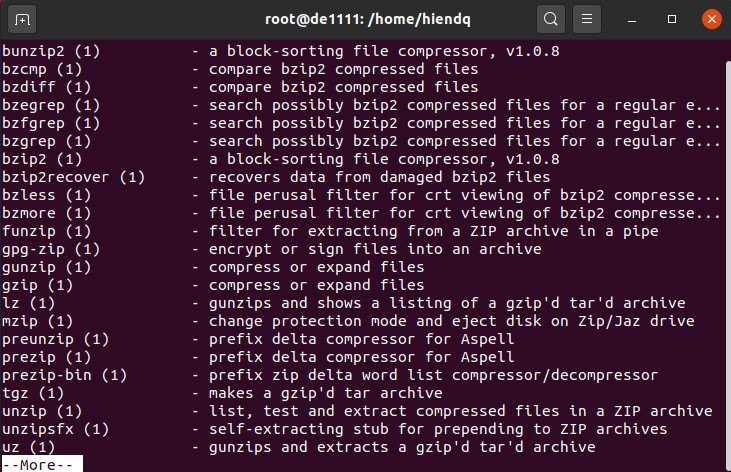 root@de1111: /home/hiendq
bunzip2 (1) - a block-sorting file compressor, v1.0.8
bzcmp (1) - compare bzip2 compressed files
bzdiff (1) - compare bzip2 compressed files
bzegrep (1) - search possibly bzip2 compressed files for a regular e...
bzfgrep (1) - search possibly bzip2 compressed files for a regular e...
bzgrep (1) - search possibly bzip2 compressed files for a regular e...
bzip2 (1) - a block-sorting file compressor, v1.0.8
bzip2recover (1) - recovers data from damaged bzip2 files
bzless (1) - file perusal filter for crt viewing of bzip2 compresse...
bzmore (1) - file perusal filter for crt viewing of bzip2 compresse...
funzip (1) - filter for extracting from a ZIP archive in a pipe
gpg-zip (1) - encrypt or sign files into an archive
gunzip (1) - compress or expand files
gzip (1) - compress or expand files
lz (1) - gunzips and shows a listing of a gzip'd tar'd archive
mzip (1) - change protection mode and eject disk on Zip/Jaz drive
preunzip (1) - prefix delta compressor for Aspell
prezip (1) - prefix delta compressor for Aspell
prezip-bin (1) - prefix zip delta word list compressor/decompressor
tgz (1) - makes a gzip'd tar archive
unzip (1) - list, test and extract compressed files in a ZIP archive
unzipsfx (1) - self-extracting stub for prepending to ZIP archives
uz (1) - gunzips and extracts a gzip'd tar'd archive
--More--